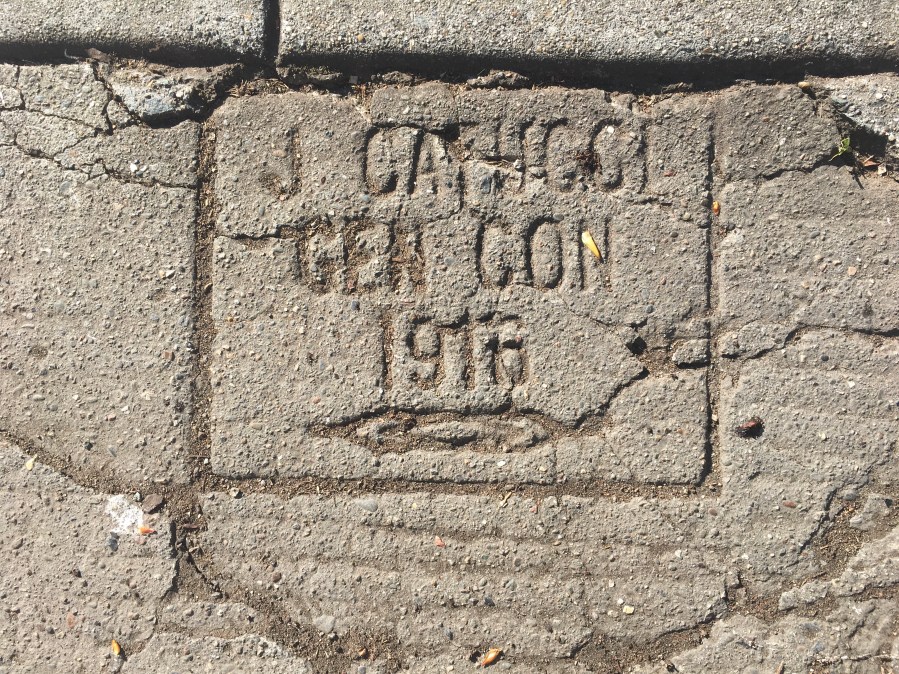 J CATUCCI
GEN CON
1916